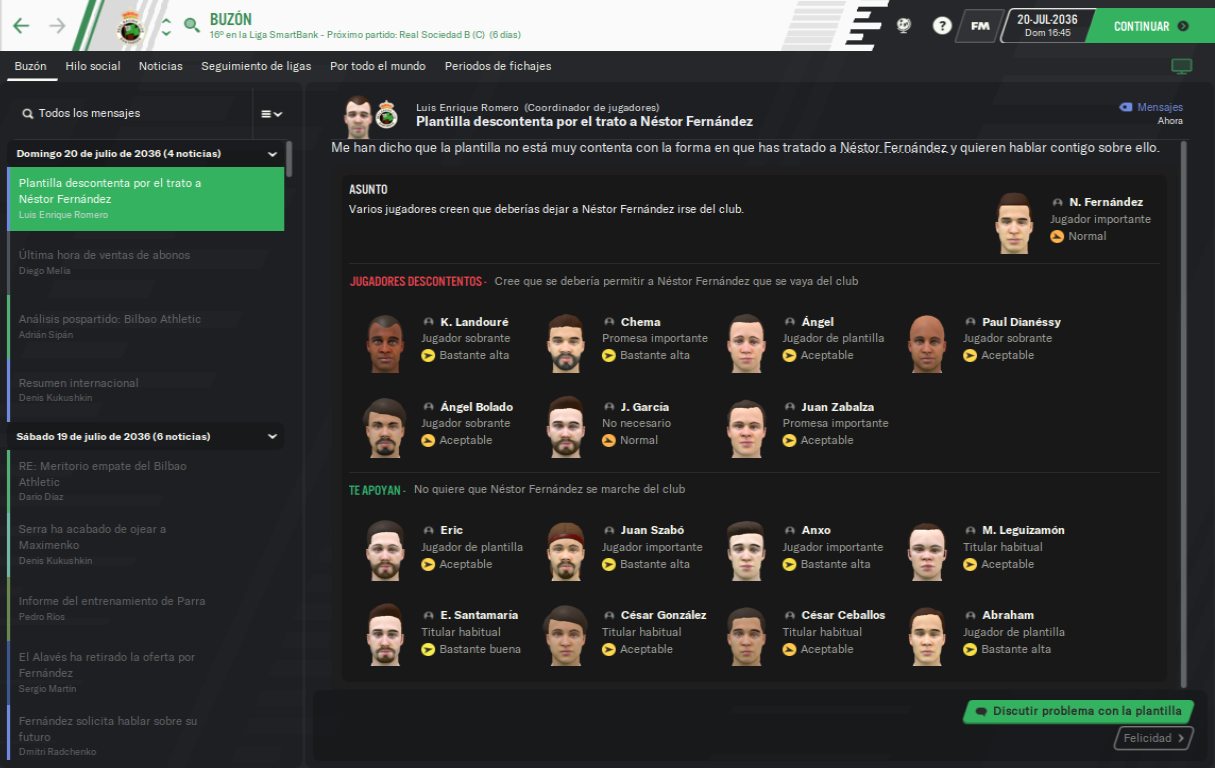 BUZÓN
16º en la Liga SmartBank - Próximo partido: Real Sociedad B (C) (6 días)
?
FM
20-JUL-2036
Dom 16:45
CONTINUAR
Buzón
Hilo social
Noticias
Seguimiento de ligas
Por todo el mundo
Periodos de fichajes
Todos los mensajes
Domingo 20 de julio de 2036 (4 noticias)
Plantilla descontenta por el trato a
Néstor Fernández
Luis Enrique Romero
Última hora de ventas de abonos
Diego Melia
Análisis pospartido: Bilbao Athletic
Adrián Sipán
Resumen internacional
Denis Kukushkin
Sábado 19 de julio de 2036 (6 noticias)
RE: Meritorio empate del Bilbao
Athletic
Darío Díaz
Serra ha acabado de ojear a
Maximenko
Denis Kukushkin
Informe del entrenamiento de Parra
Pedro Ríos
El Alavés ha retirado la oferta por
Fernández
Sergio Martín
Fernández solicita hablar sobre su
futuro
Dmitri Radchenko
Luis Enrique Romero (Coordinador de jugadores)
Plantilla descontenta por el trato a Néstor Fernández
Mensajes
Ahora
Me han dicho que la plantilla no está muy contenta con la forma en que has tratado a Néstor Fernández y quieren hablar contigo sobre ello.
ASUNTO
Varios jugadores creen que deberías dejar a Néstor Fernández irse del club.
N. Fernández
Jugador importante
Normal
JUGADORES DESCONTENTOS - Cree que se debería permitir a Néstor Fernández que se vaya del club
K. Landouré
Jugador sobrante
Bastante alta
Chema
Promesa importante
Bastante alta
Ángel
Jugador de plantilla
Aceptable
Paul Dianéssy
Jugador sobrante
Aceptable
Ángel Bolado
Jugador sobrante
Aceptable
J. García
No necesario
Normal
Juan Zabalza
Promesa importante
Aceptable
TE APOYAN - No quiere que Néstor Fernández se marche del club
Eric
Jugador de plantilla
Aceptable
Juan Szabó
Jugador importante
Bastante alta
Anxo
Jugador importante
Bastante alta
M. Leguizamón
Titular habitual
Aceptable
E. Santamaría
Titular habitual
Bastante buena
César González
Titular habitual
Aceptable
César Ceballos
Titular habitual
Aceptable
Abraham
Jugador de plantilla
Bastante alta
Discutir problema con la plantilla
Felicidad